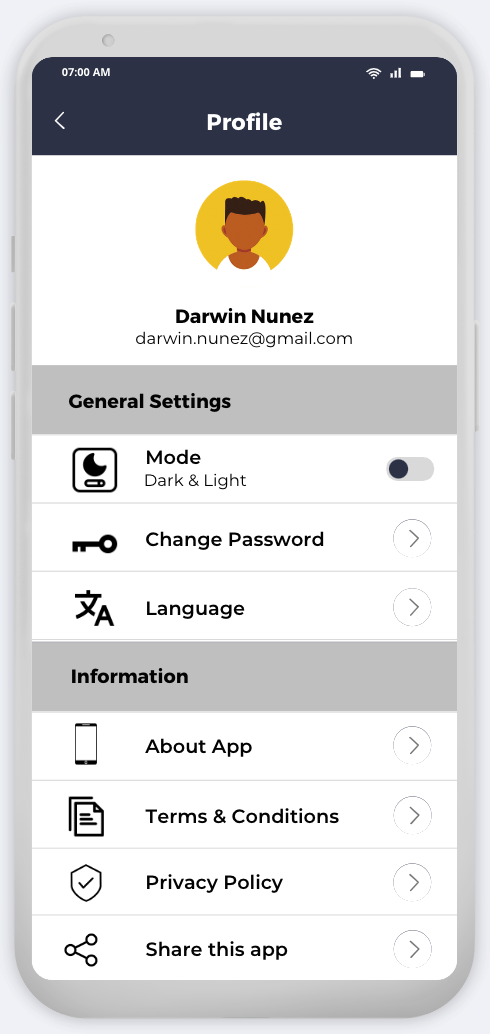 07:00 AM
Profile
Darwin Nunez
darwin.nunez@gmail.com
General Settings
Mode
Dark & Light
Change Password
Language
Information
About App
Terms & Conditions
Privacy Policy
Share this app